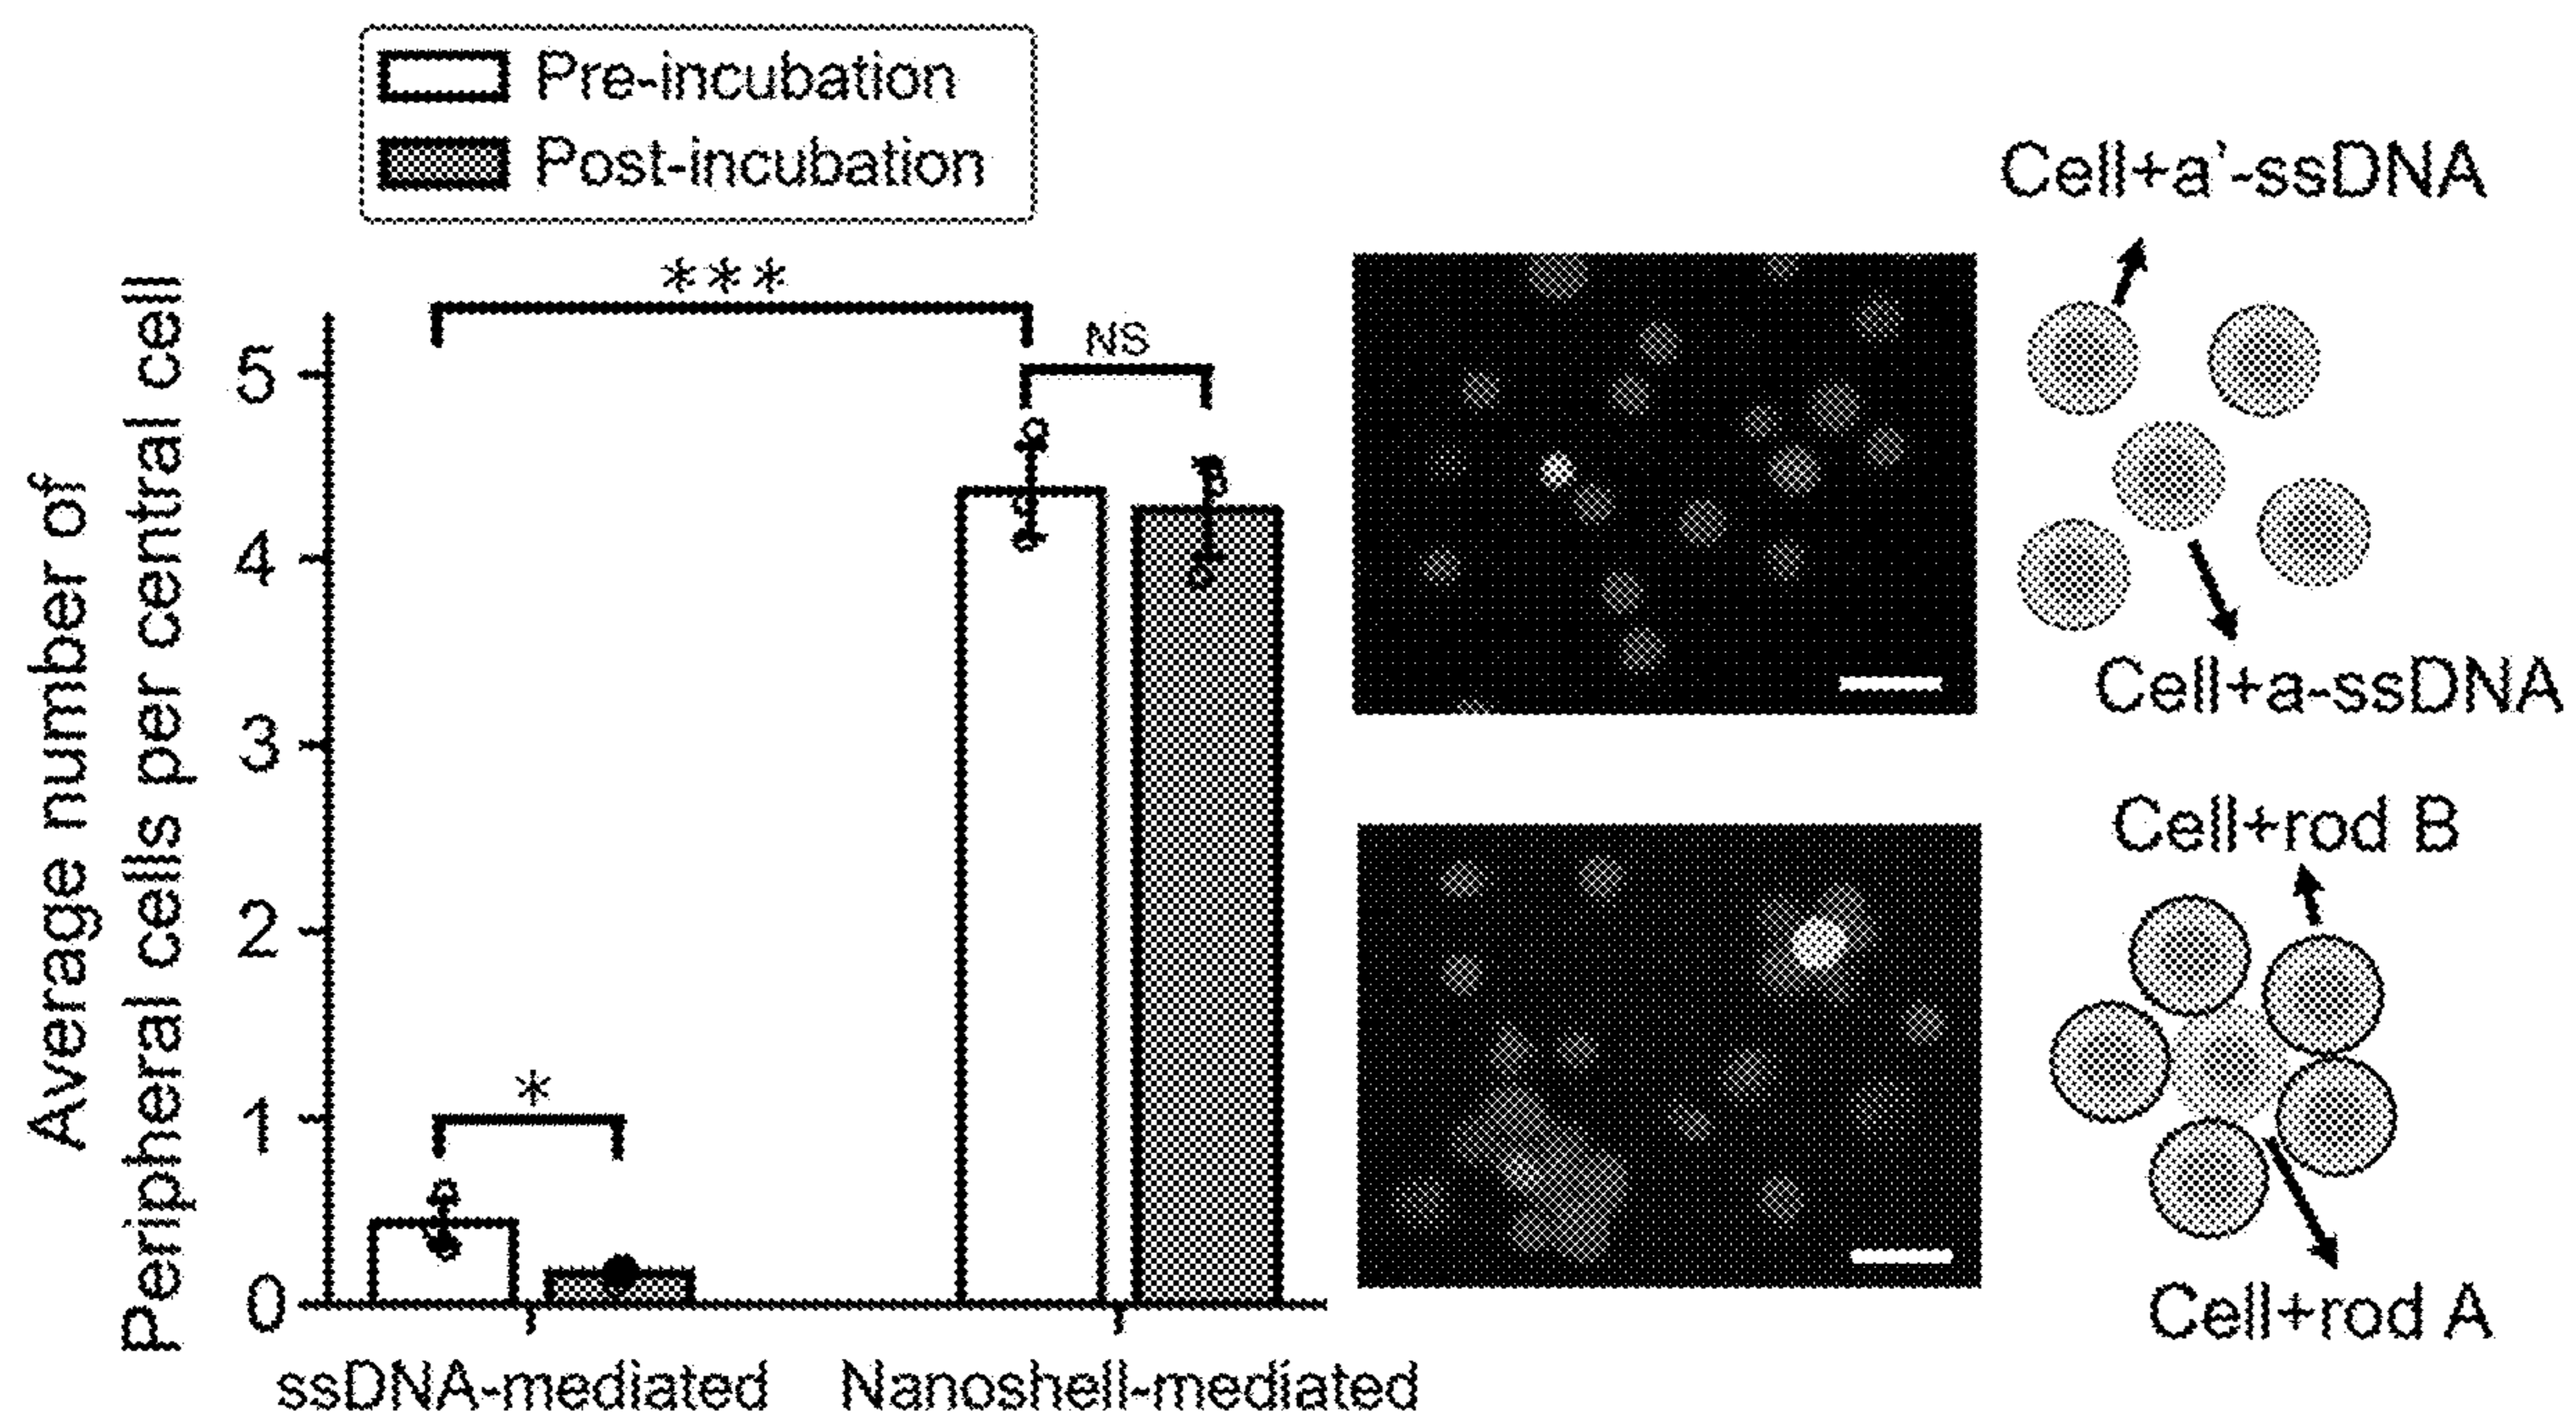 Pre-incubation
Post-incubation
Average number of
Peripheral cells per central cell
5
4
3
2
1
0
***
NS
*
ssDNA-mediated
Nanoshell-mediated
Cell+a'-ssDNA
Cell+a-ssDNA
Cell+rod B
Cell+rod A